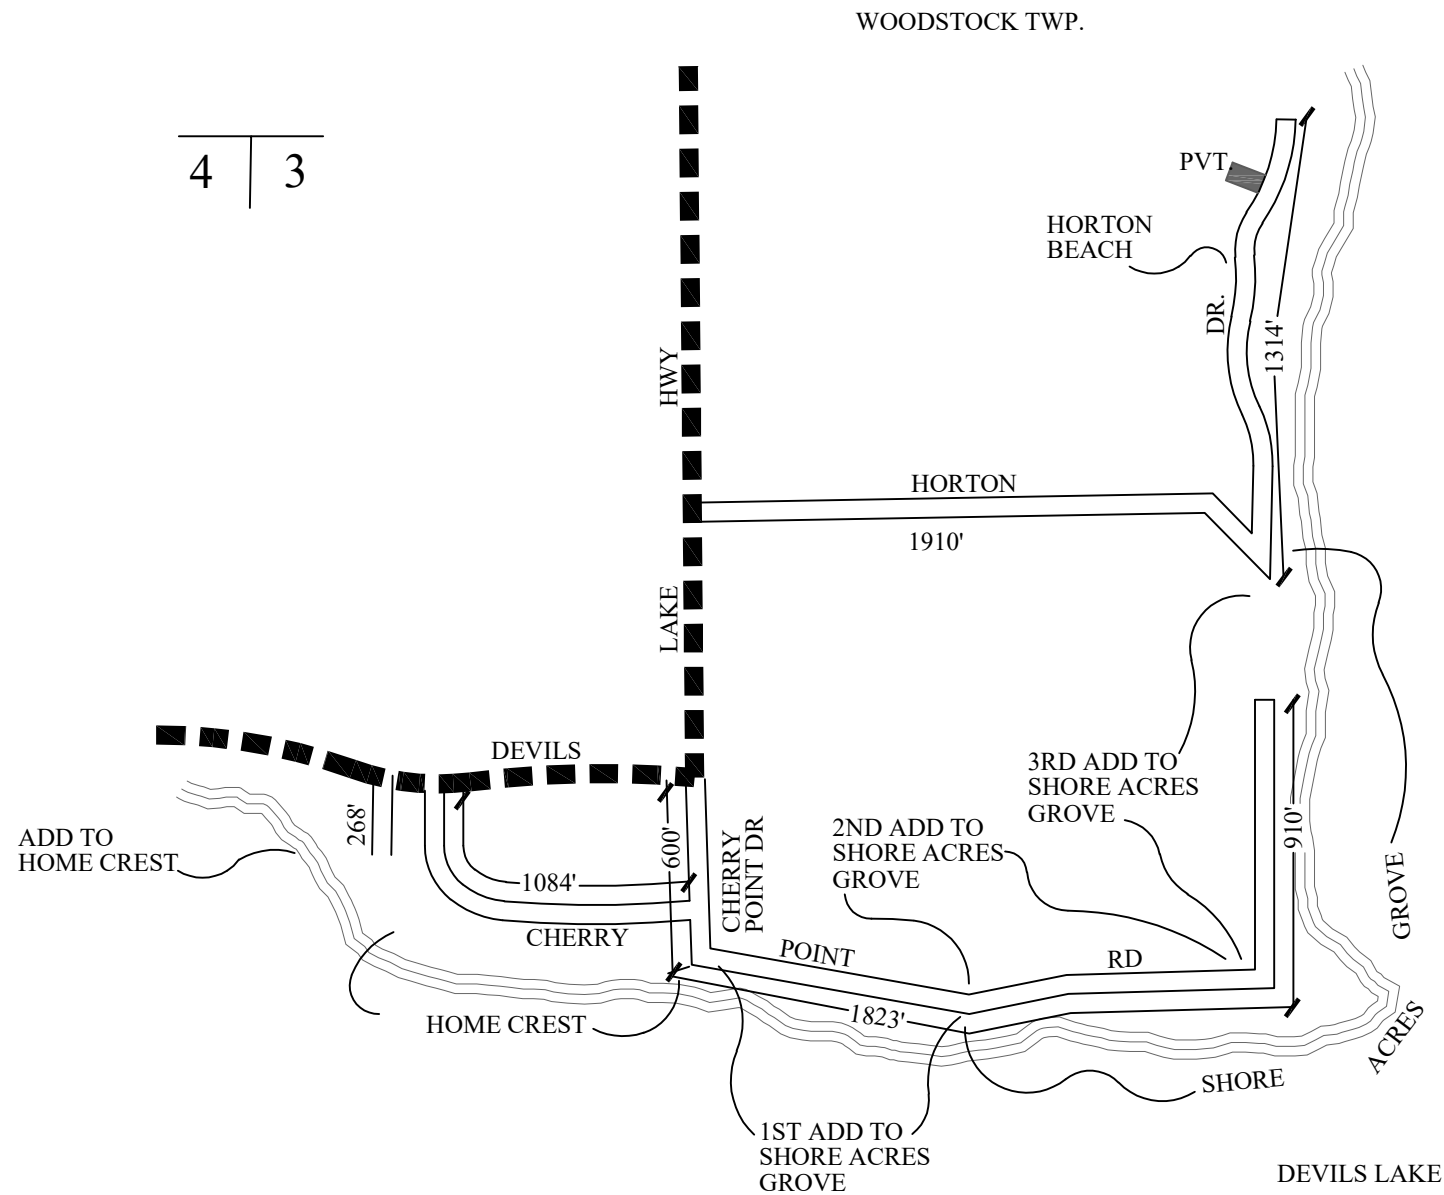 WOODSTOCK TWP.
4
3
PVT.
HORTON
BEACH
DR.
1314'
HWY
HORTON
1910'
LAKE
DEVILS
268'
ADD TO
HOME CREST
600'
1084'
CHERRY
CHERRY
POINT DR
POINT
RD
3RD ADD TO
SHORE ACRES
GROVE
2ND ADD TO
SHORE ACRES
GROVE
910'
GROVE
HOME CREST
1823'
ACRES
SHORE
1ST ADD TO
SHORE ACRES
GROVE
DEVILS LAKE